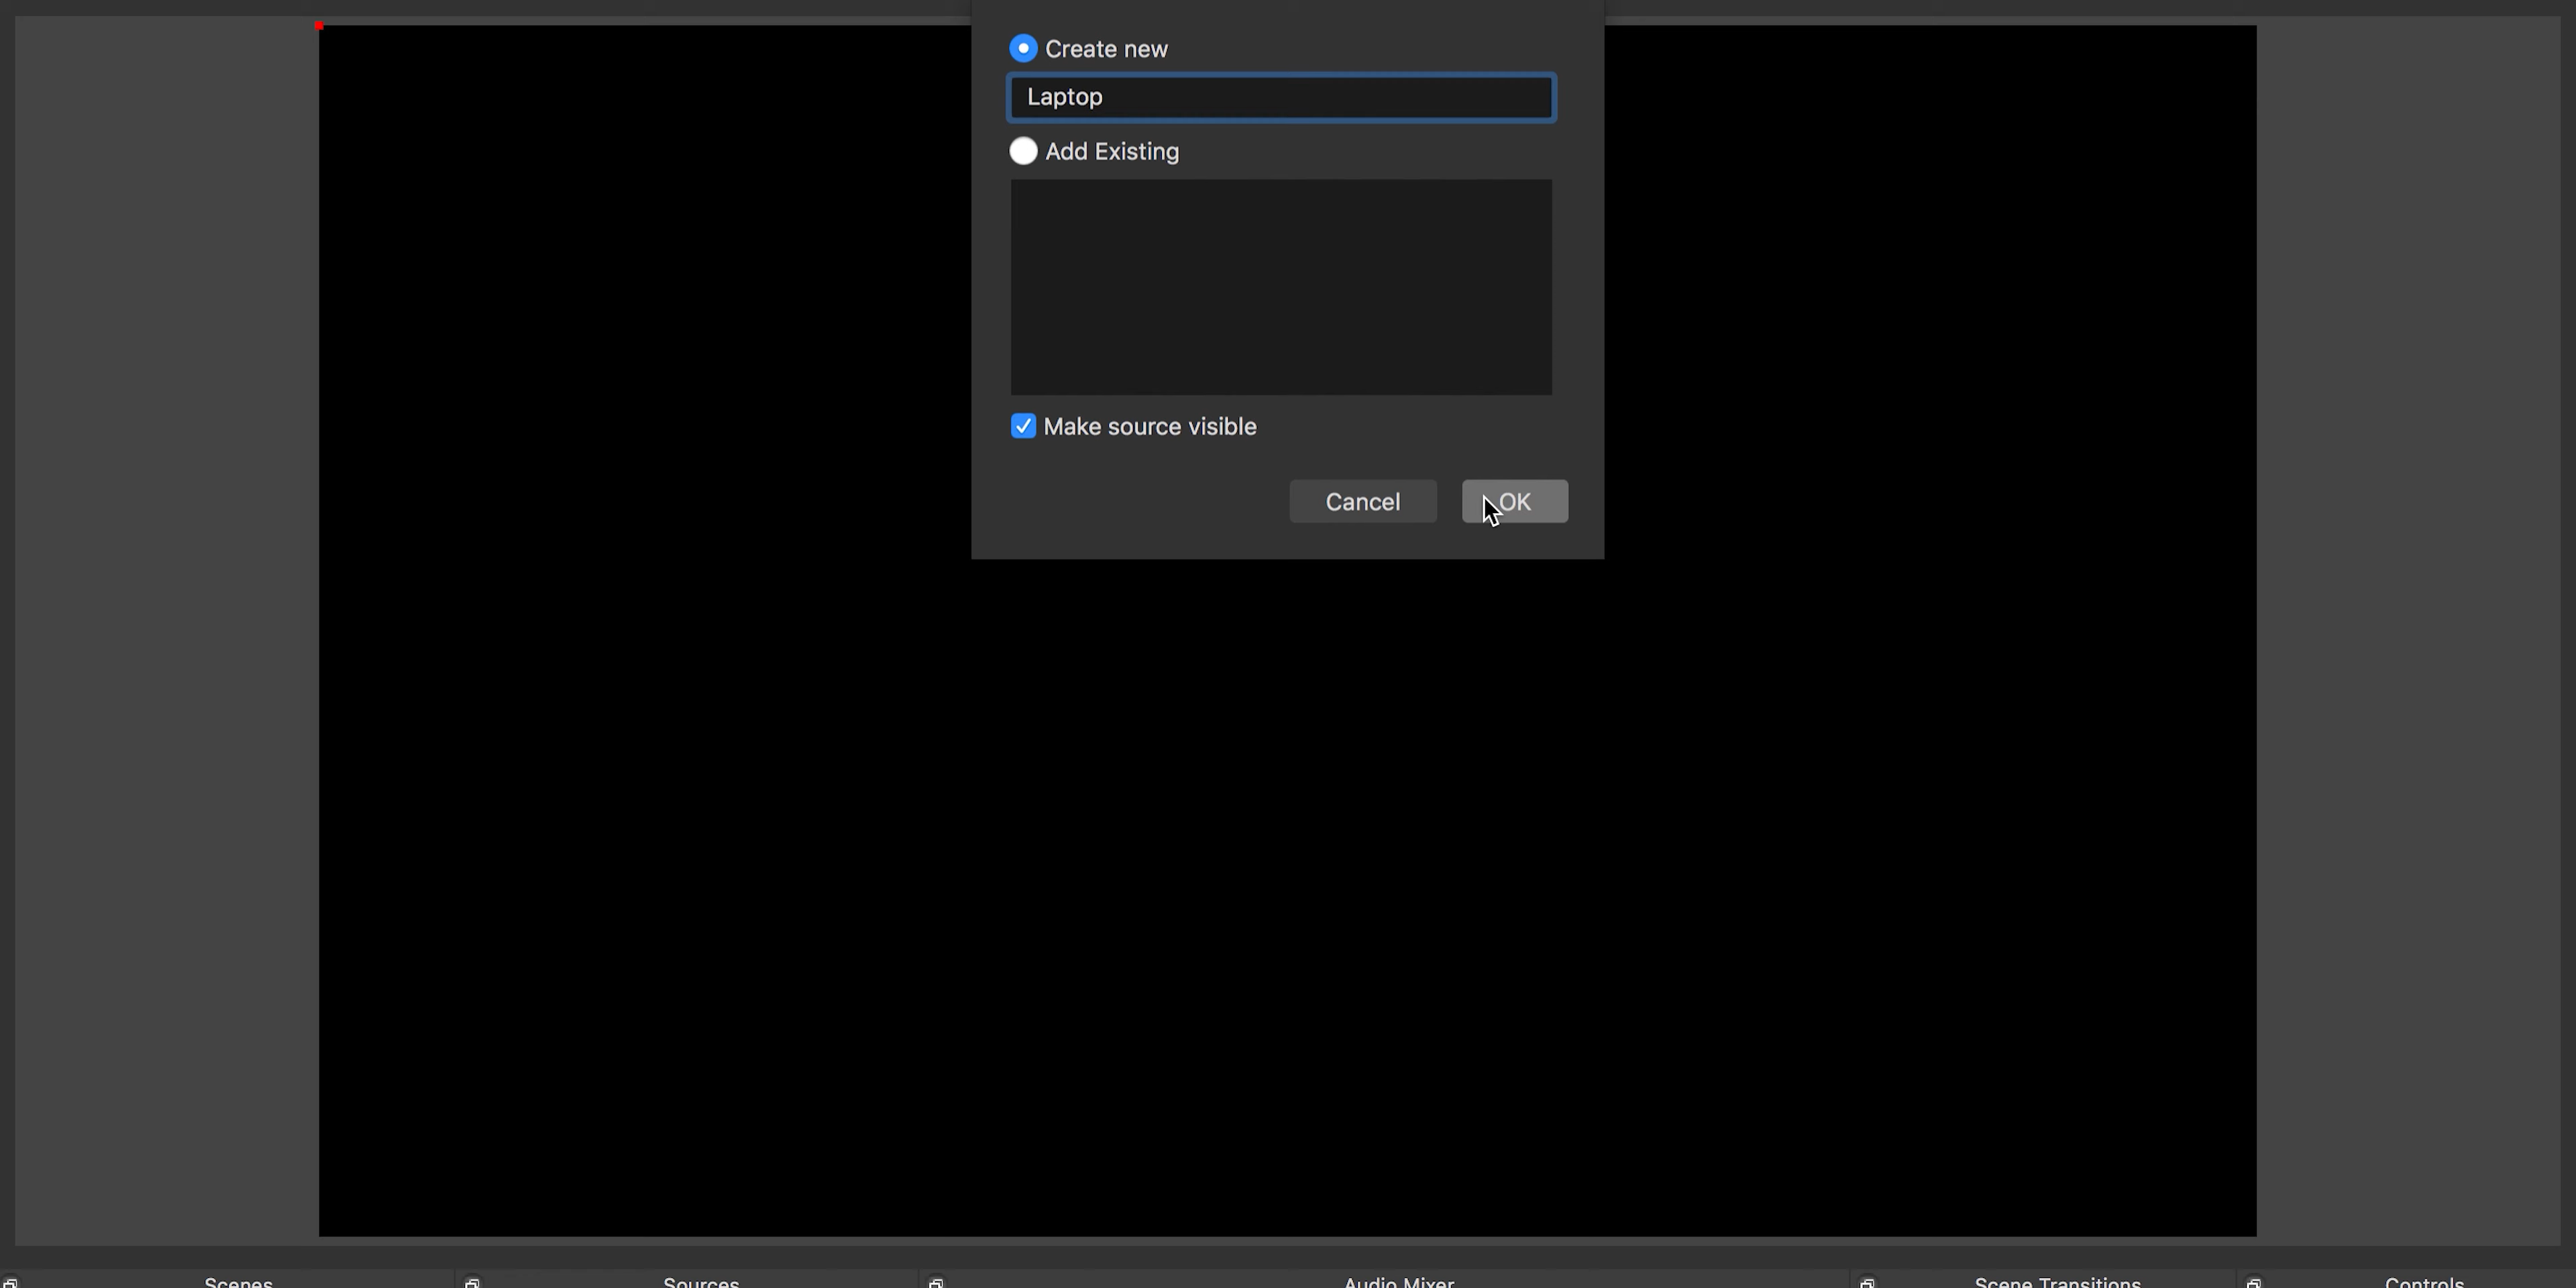 Create new
Laptop
Add Existing
Make source visible
Cancel OK
Scenes Sources Audio Mixer Scene Transitions Controls